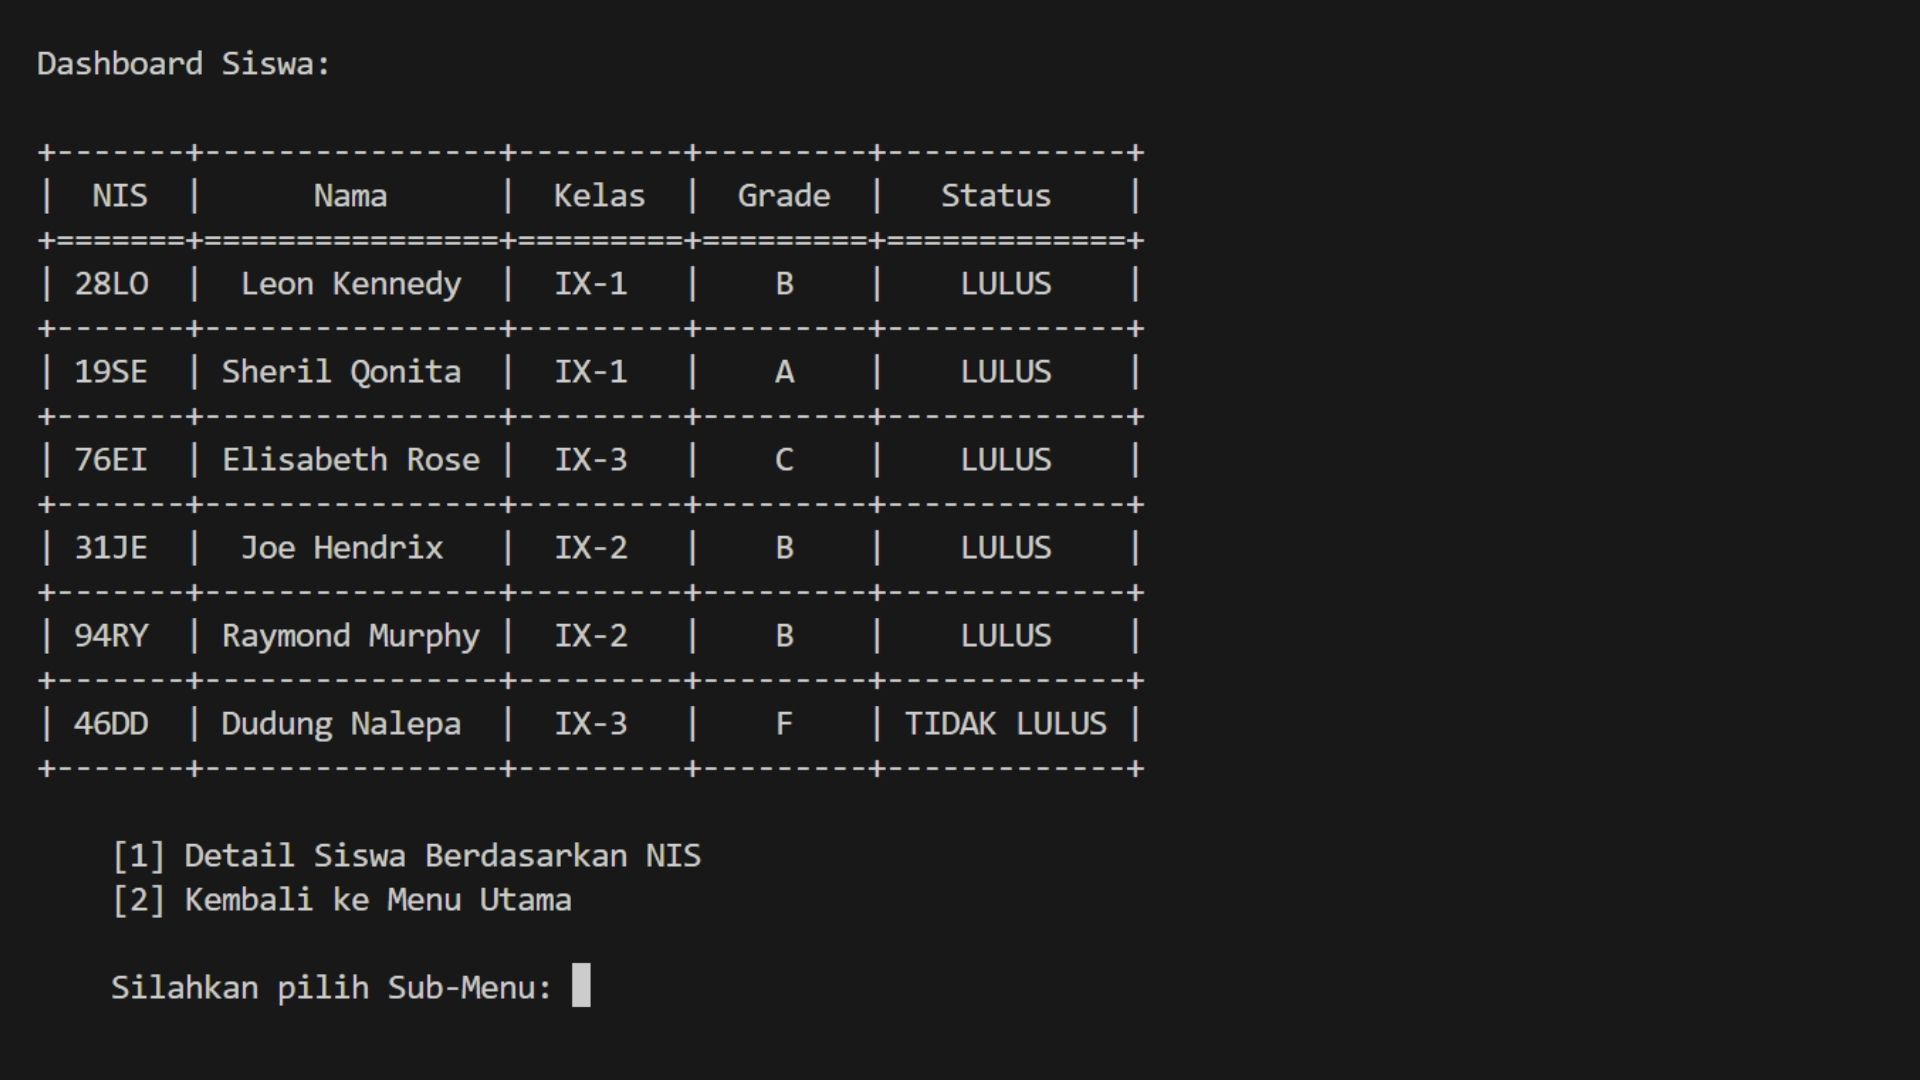 Dashboard Siswa:
+-------+----------------+---------+---------+-------------+
|  NIS  |      Nama      |  Kelas  |  Grade  |   Status    |
+=======+================+=========+=========+=============+
| 28LO  |  Leon Kennedy  |  IX-1   |    B    |    LULUS    |
+-------+----------------+---------+---------+-------------+
| 19SE  | Sheril Qonita  |  IX-1   |    A    |    LULUS    |
+-------+----------------+---------+---------+-------------+
| 76EI  | Elisabeth Rose |  IX-3   |    C    |    LULUS    |
+-------+----------------+---------+---------+-------------+
| 31JE  |  Joe Hendrix   |  IX-2   |    B    |    LULUS    |
+-------+----------------+---------+---------+-------------+
| 94RY  | Raymond Murphy |  IX-2   |    B    |    LULUS    |
+-------+----------------+---------+---------+-------------+
| 46DD  | Dudung Nalepa  |  IX-3   |    F    | TIDAK LULUS |
+-------+----------------+---------+---------+-------------+
[1] Detail Siswa Berdasarkan NIS
[2] Kembali ke Menu Utama
Silahkan pilih Sub-Menu: